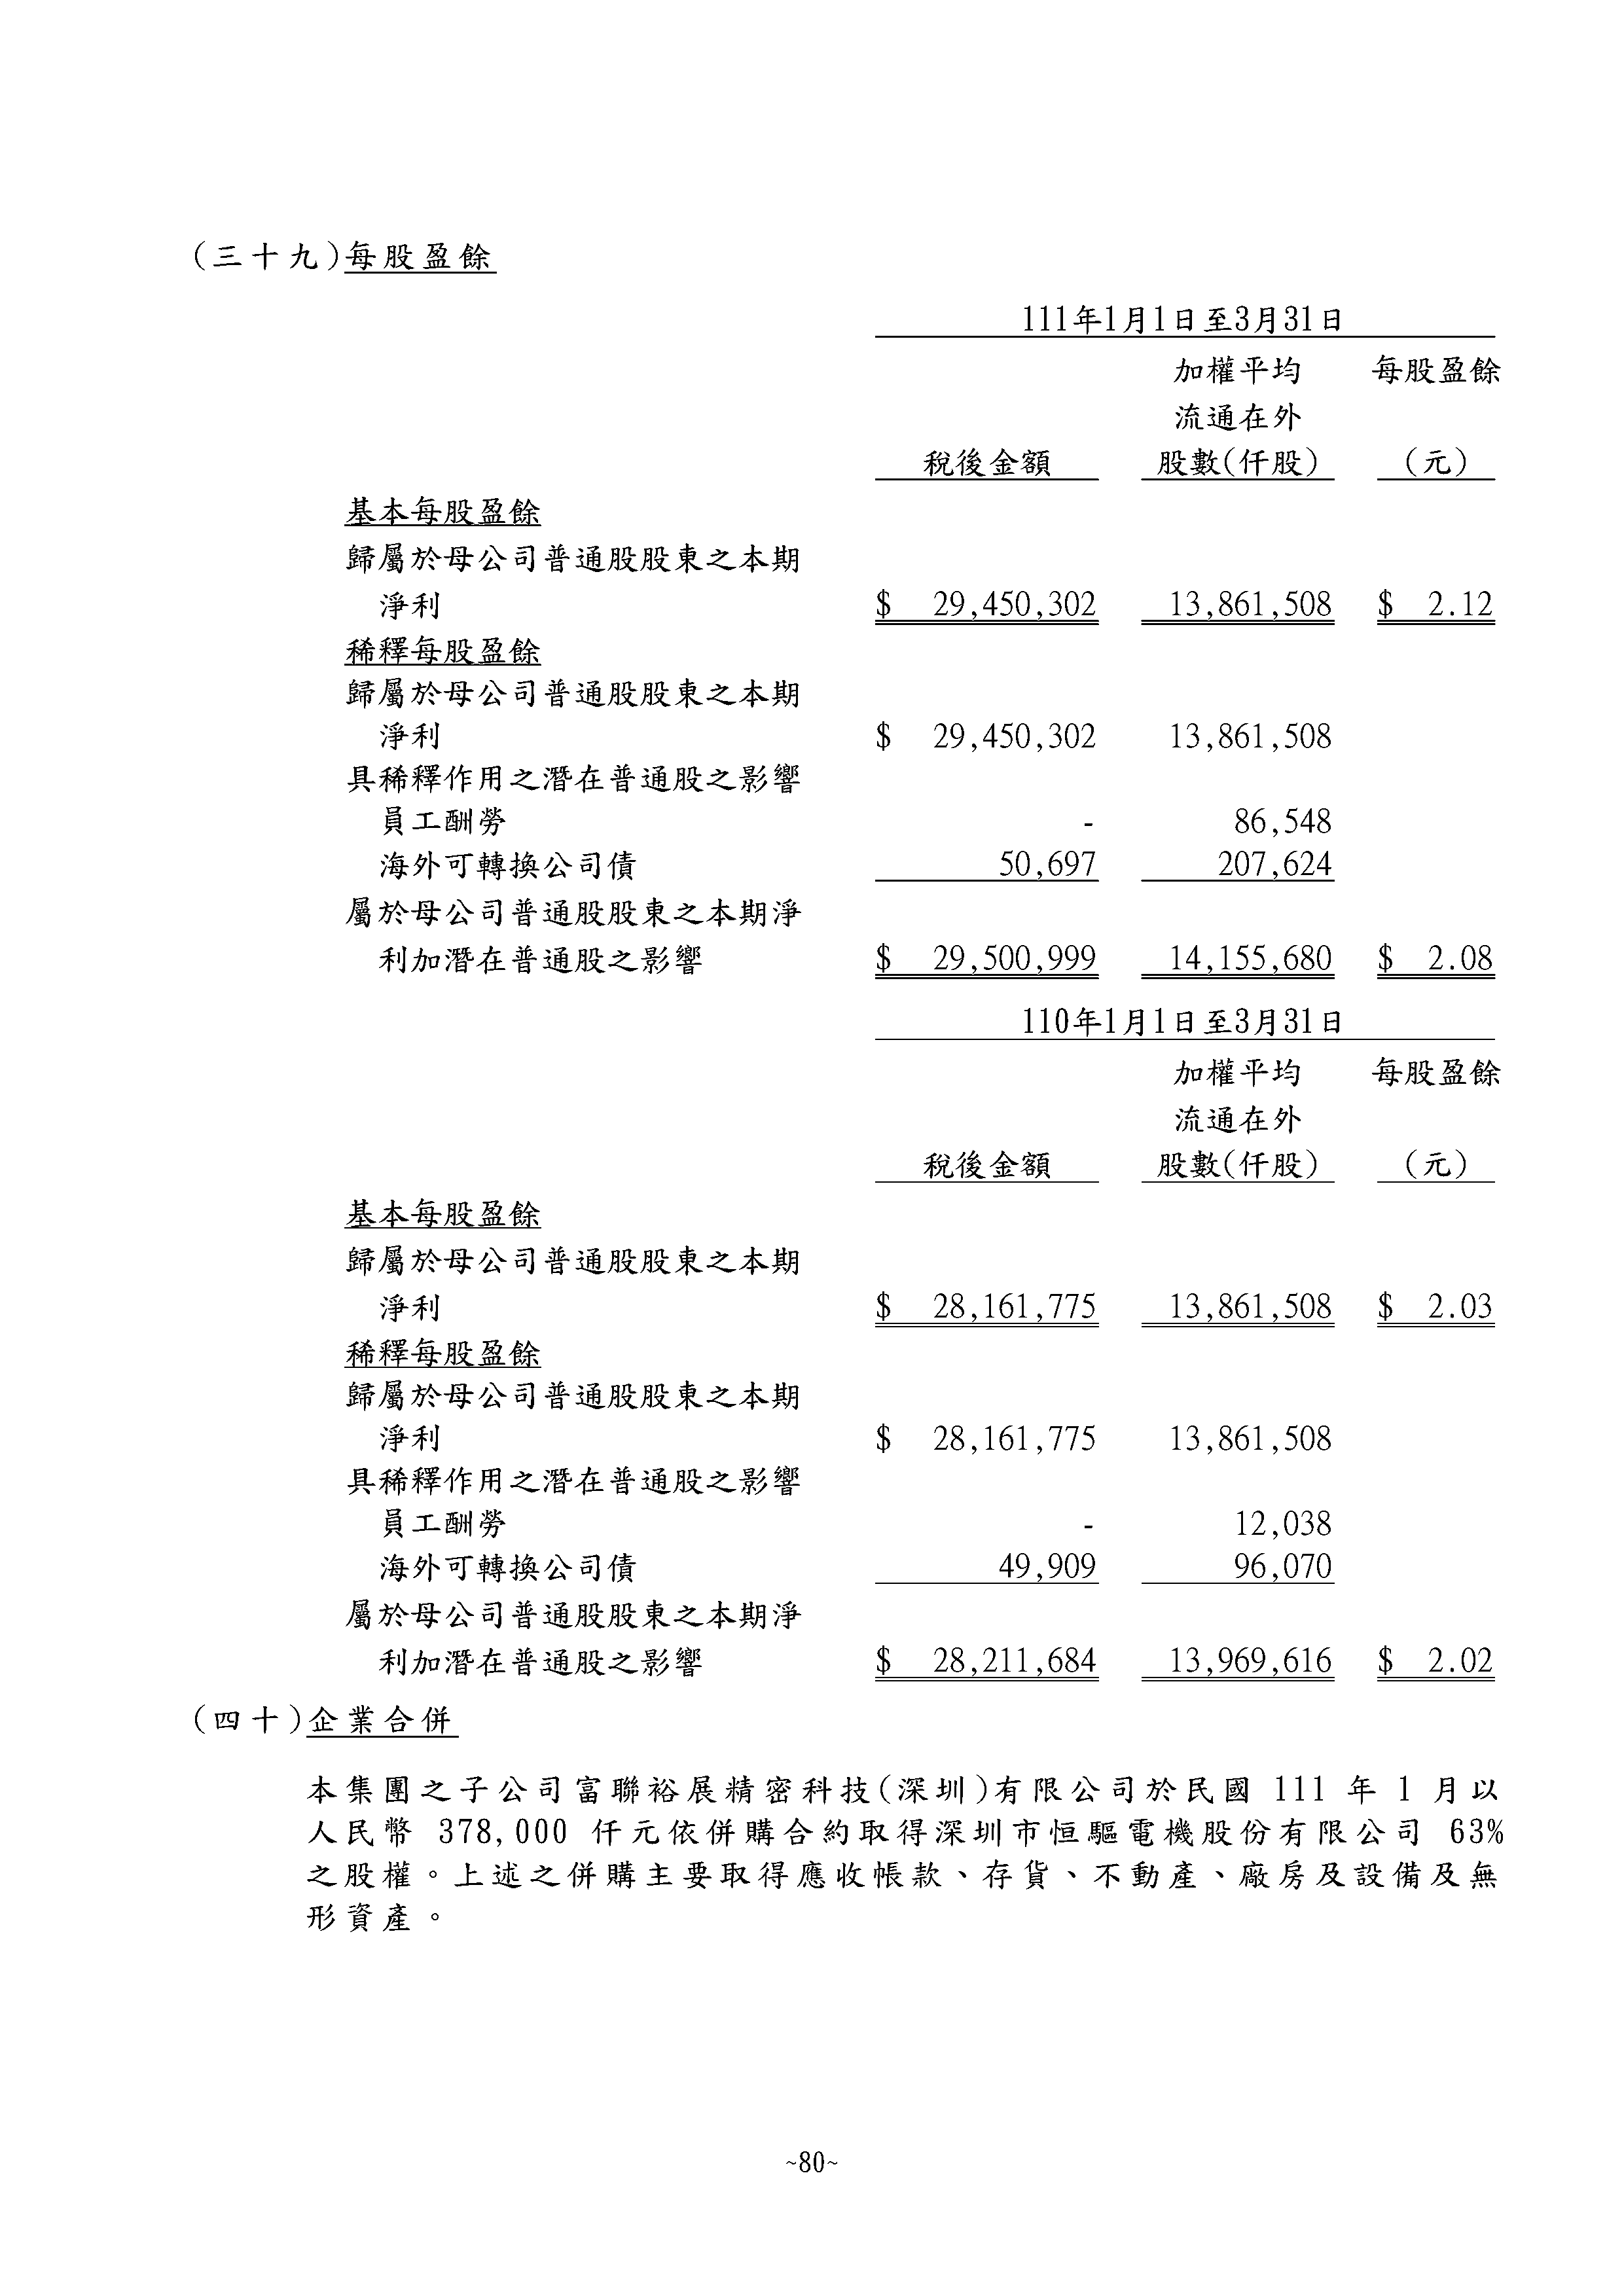 (三十九)每股盈餘
111年1月1日至3月31日
加權平均 每股盈餘
流通在外
稅後金額 股數(仟股) (元)
基本每股盈餘
歸屬於母公司普通股股東之本期
淨利 $ 29,450,302 13,861,508 $ 2.12
稀釋每股盈餘
歸屬於母公司普通股股東之本期
淨利 $ 29,450,302 13,861,508
具稀釋作用之潛在普通股之影響
員工酬勞 - 86,548
海外可轉換公司債 50,697 207,624
屬於母公司普通股股東之本期淨
利加潛在普通股之影響 $ 29,500,999 14,155,680 $ 2.08
110年1月1日至3月31日
加權平均 每股盈餘
流通在外
稅後金額 股數(仟股) (元)
基本每股盈餘
歸屬於母公司普通股股東之本期
淨利 $ 28,161,775 13,861,508 $ 2.03
稀釋每股盈餘
歸屬於母公司普通股股東之本期
淨利 $ 28,161,775 13,861,508
具稀釋作用之潛在普通股之影響
員工酬勞 - 12,038
海外可轉換公司債 49,909 96,070
屬於母公司普通股股東之本期淨
利加潛在普通股之影響 $ 28,211,684 13,969,616 $ 2.02
(四十)企業合併
本集團之子公司富聯裕展精密科技(深圳)有限公司於民國 111 年 1 月以
人民幣 378,000 仟元依併購合約取得深圳市恒驅電機股份有限公司 63%
之股權。上述之併購主要取得應收帳款、存貨、不動產、廠房及設備及無
形資產。
~80~